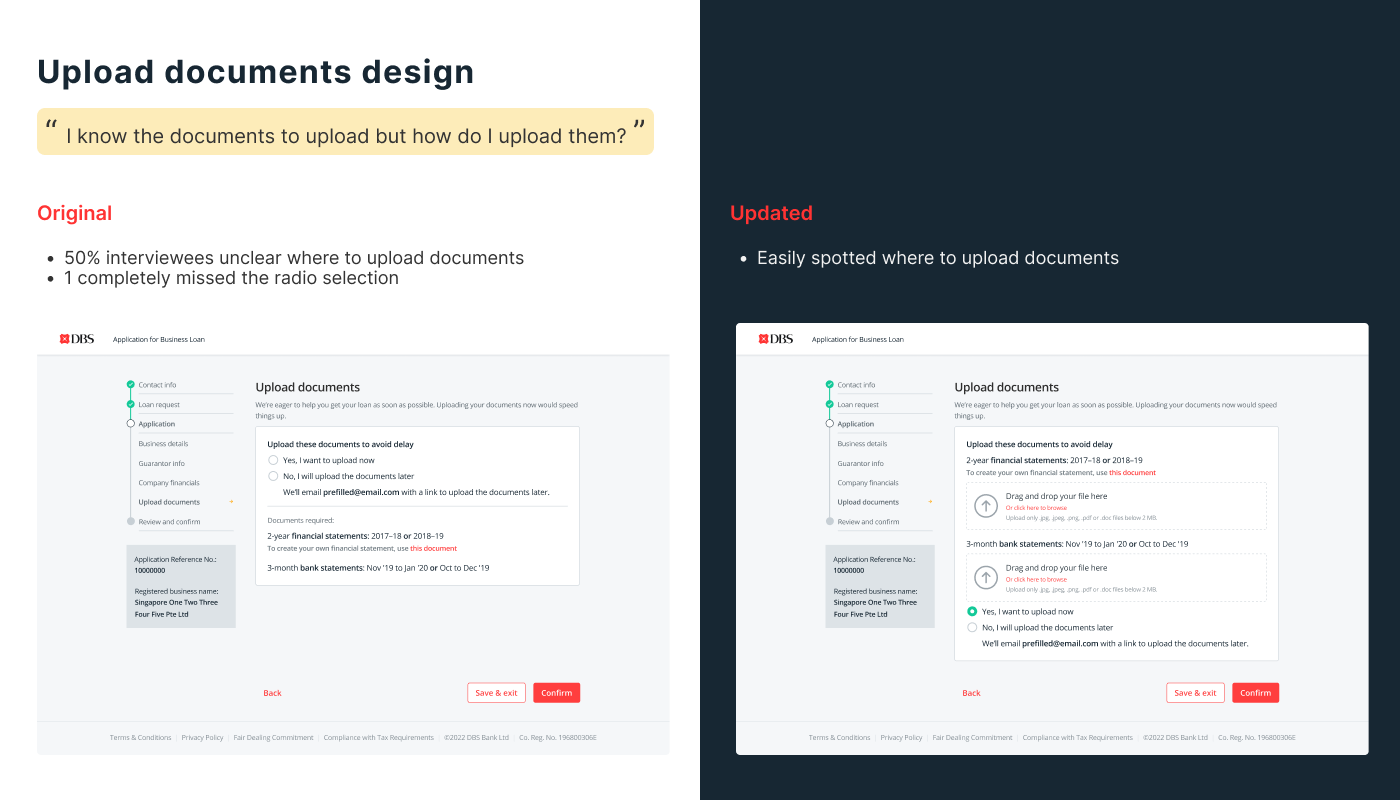 Upload documents design
“ I know the documents to upload but how do I upload them? ”
Original
• 50% interviewees unclear where to upload documents
• 1 completely missed the radio selection
DBS Application for Business Loan
Contact info
Loan request
Application
Business details
Guarantor info
Company financials
Upload documents
Review and confirm
Application Reference No.:
10000000
Registered business name:
Singapore One Two Three
Four Five Pte Ltd
Upload documents
We're eager to help you get your loan as soon as possible. Uploading your documents now would speed
things up.
Upload these documents to avoid delay
Yes, I want to upload now
No, I will upload the documents later
We'll email prefilled@email.com with a link to upload the documents later.
Documents required:
2-year financial statements: 2017–18 or 2018–19
To create your own financial statement, use this document
3-month bank statements: Nov '19 to Jan '20 or Oct to Dec '19
Back
Save & exit
Confirm
Terms & Conditions | Privacy Policy | Fair Dealing Commitment | Compliance with Tax Requirements | ©2022 DBS Bank Ltd | Co. Reg. No. 196800306E
Updated
• Easily spotted where to upload documents
DBS Application for Business Loan
Contact info
Loan request
Application
Business details
Guarantor info
Company financials
Upload documents
Review and confirm
Application Reference No.:
10000000
Registered business name:
Singapore One Two Three
Four Five Pte Ltd
Upload documents
We're eager to help you get your loan as soon as possible. Uploading your documents now would speed
things up.
Upload these documents to avoid delay
2-year financial statements: 2017–18 or 2018–19
To create your own financial statement, use this document
Drag and drop your file here
Or click here to browse
Upload only .jpg, .jpeg, .png, .pdf or .doc files below 2 MB.
3-month bank statements: Nov '19 to Jan '20 or Oct to Dec '19
Drag and drop your file here
Or click here to browse
Upload only .jpg, .jpeg, .png, .pdf or .doc files below 2 MB.
Yes, I want to upload now
No, I will upload the documents later
We'll email prefilled@email.com with a link to upload the documents later.
Back
Save & exit
Confirm
Terms & Conditions | Privacy Policy | Fair Dealing Commitment | Compliance with Tax Requirements | ©2022 DBS Bank Ltd | Co. Reg. No. 196800306E